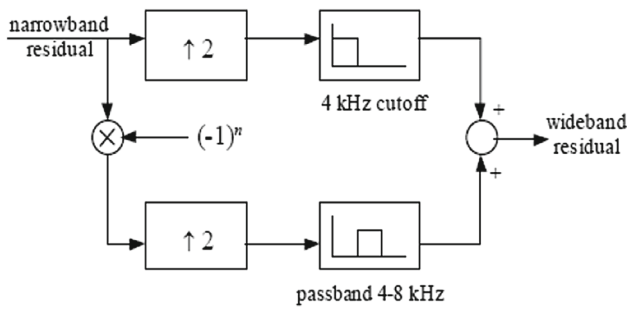 narrowband
residual
↑ 2
4 kHz cutoff
+
(-1)ⁿ
wideband
residual
+
↑ 2
passband 4-8 kHz